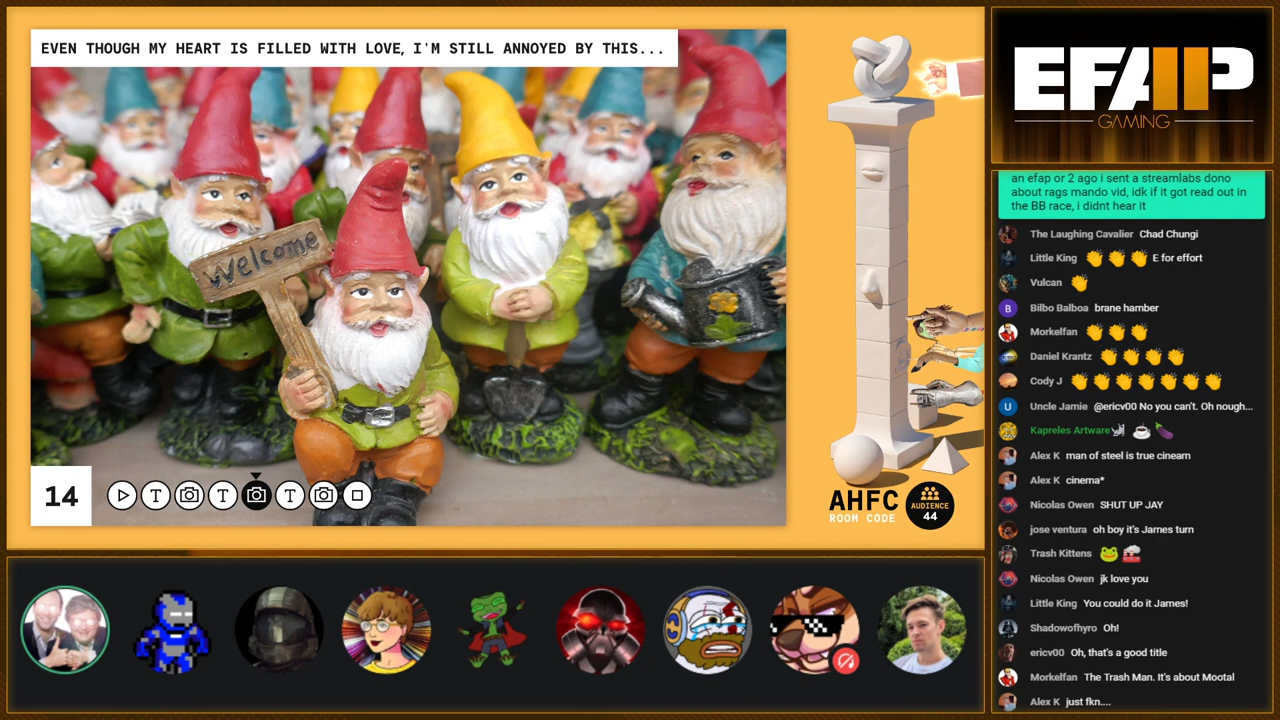 EVEN THOUGH MY HEART IS FILLED WITH LOVE, I'M STILL ANNOYED BY THIS...
Welcome
14
T
T
T
AHFC
ROOM CODE
AUDIENCE
44
EFAP
GAMING
an efap or 2 ago i sent a streamlabs dono
about rags mando vid, idk if it got read out in
the BB race, i didnt hear it
The Laughing Cavalier Chad Chungi
Little King 👏 👏 👏 E for effort
Vulcan 👏
B Bilbo Balboa brane hamber
Morkelfan 👏 👏 👏
Daniel Krantz 👏 👏 👏 👏
Cody J 👏 👏 👏 👏 👏 👏 👏
U Uncle Jamie @ericv00 No you can't. Oh nough...
Kapreles Artware 🐩 ☕ 🍆
Alex K man of steel is true cineam
Alex K cinema*
Nicolas Owen SHUT UP JAY
jose ventura oh boy it's James turn
Trash Kittens 🐸 🚂
Nicolas Owen jk love you
Little King You could do it James!
Shadowofhyro Oh!
ericv00 Oh, that's a good title
Morkelfan The Trash Man. It's about Mootal
Alex K just fkn....